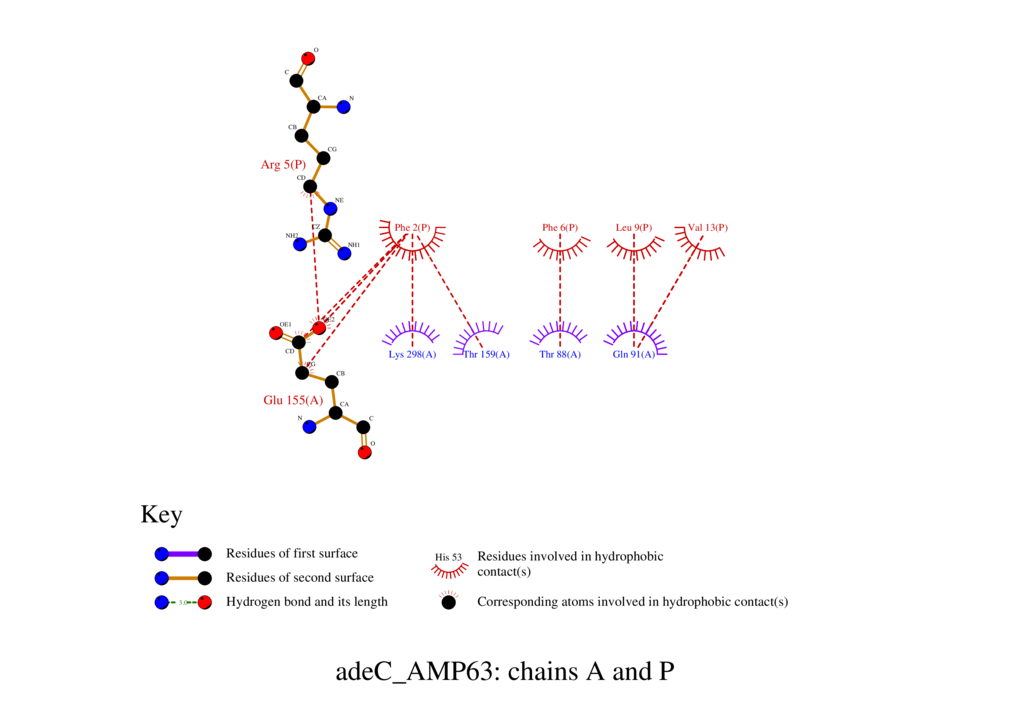 O
C
CA
N
CB
CG
Arg 5(P)
CD
NE
CZ
NH2
NH1
Phe 2(P)
Phe 6(P)
Leu 9(P)
Val 13(P)
OE1
CD
Lys 298(A)
Thr 159(A)
Thr 88(A)
Gln 91(A)
CB
Glu 155(A)
CA
N
C
O
Key
Residues of first surface
Residues of second surface
3.0
Hydrogen bond and its length
His 53
Residues involved in hydrophobic
contact(s)
Corresponding atoms involved in hydrophobic contact(s)
adeC_AMP63: chains A and P